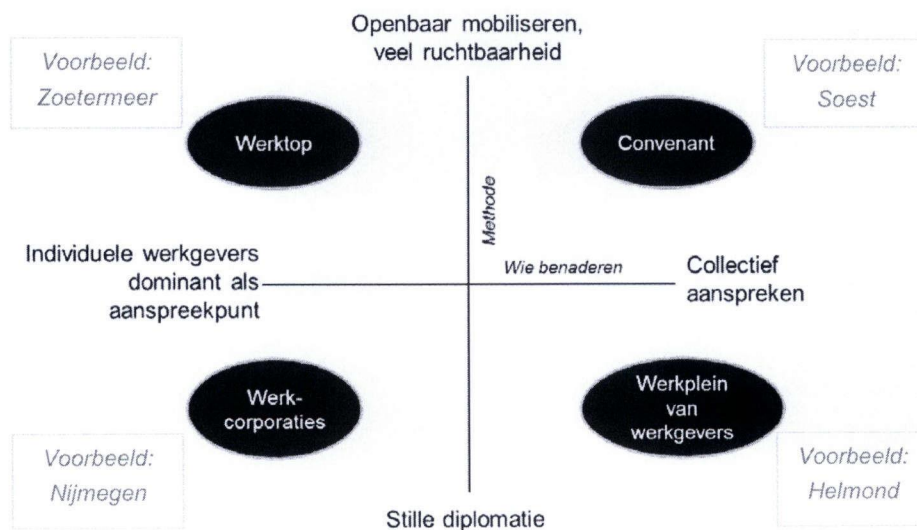 Openbaar mobiliseren,
veel ruchtbaarheid
Voorbeeld:
Zoetermeer
Voorbeeld:
Soest
Werktop
Convenant
Methode
Individuele werkgevers
dominant als
aanspreekpunt
Wie benaderen
Collectief
aanspreken
Werk-
corporaties
Werkplein
van
werkgevers
Voorbeeld:
Nijmegen
Voorbeeld:
Helmond
Stille diplomatie